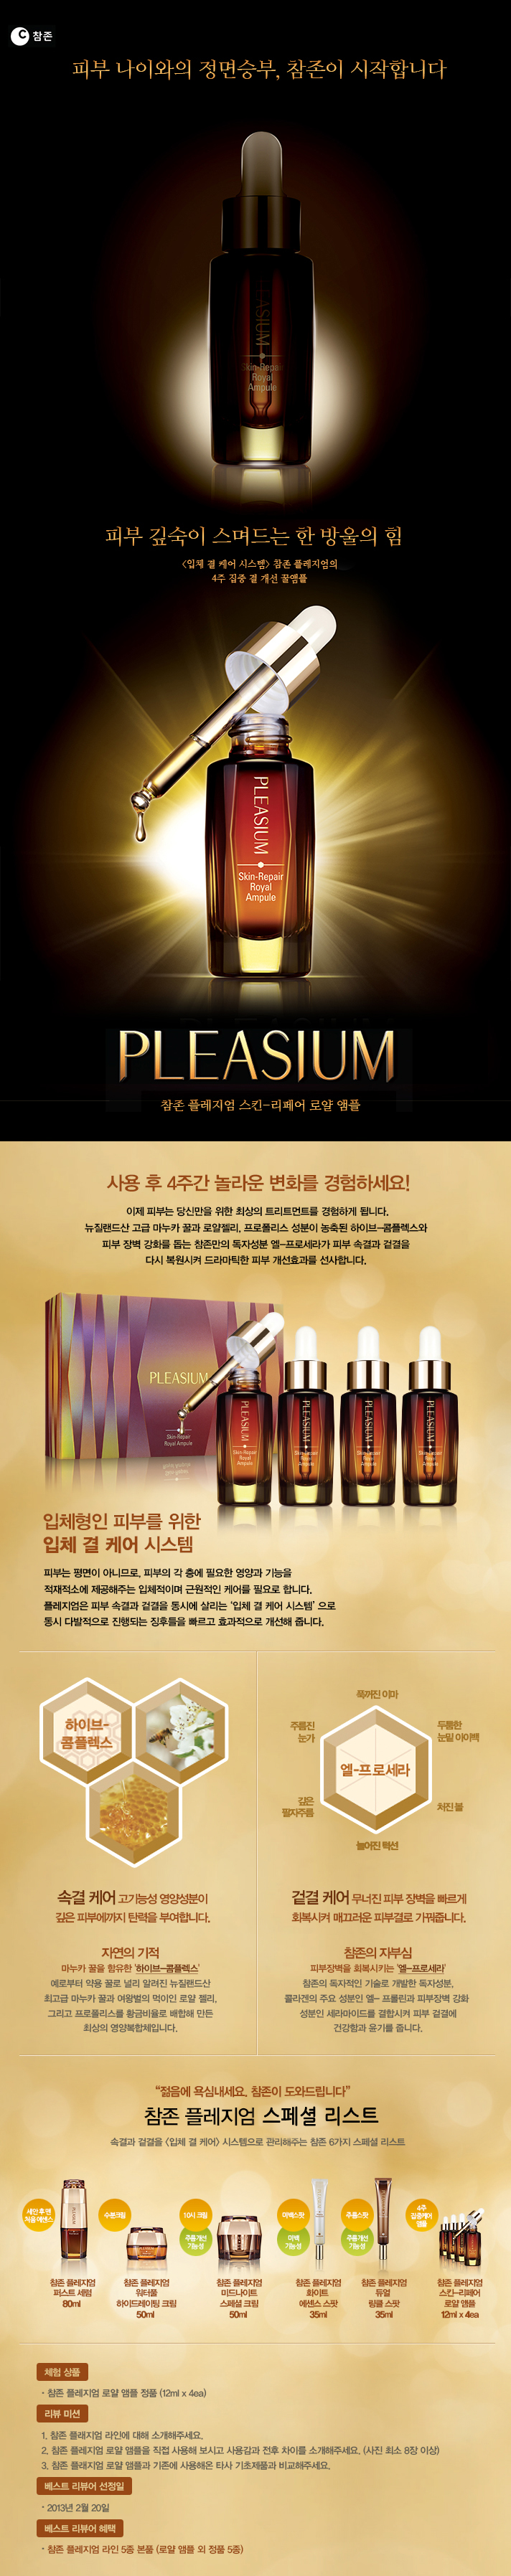 참존
피부 나이와의 정면승부, 참존이 시작합니다
PLEASIUM
Skin-Repair
Royal
Ampule
피부 깊숙이 스며드는 한 방울의 힘
<입체 결 케어 시스템> 참존 플레지엄의
4주 집중 결 개선 꿀앰플
PLEASIUM
Skin-Repair
Royal
Ampule
PLEASIUM
참존 플레지엄 스킨-리페어 로얄 앰플
사용 후 4주간 놀라운 변화를 경험하세요!
이제 피부는 당신만을 위한 최상의 트리트먼트를 경험하게 됩니다.
뉴질랜드산 고급 마누카 꿀과 로얄젤리, 프로폴리스 성분이 농축된 하이브-콤플렉스와
피부 장벽 강화를 돕는 참존만의 독자성분 엘-프로세라가 피부 속결과 겉결을
다시 복원시켜 드라마틱한 피부 개선효과를 선사합니다.
PLEASIUM
Skin-Repair
Royal Ampule
PLEASIUM
Skin-Repair
Royal
Ampule
PLEASIUM
Skin-Repair
Royal
Ampule
PLEASIUM
Skin-Repair
Royal
Ampule
PLEASIUM
Skin-Repair
Royal
Ampule
입체형인 피부를 위한
입체 결 케어 시스템
피부는 평면이 아니므로, 피부의 각 층에 필요한 영양과 기능을
적재적소에 제공해주는 입체적이며 근원적인 케어를 필요로 합니다.
플레지엄은 피부 속결과 겉결을 동시에 살리는 '입체 결 케어 시스템' 으로
동시 다발적으로 진행되는 징후들을 빠르고 효과적으로 개선해 줍니다.
하이브-
콤플렉스
속결 케어 고기능성 영양성분이
깊은 피부에까지 탄력을 부여합니다.
자연의 기적
마누카 꿀을 함유한 '하이브-콤플렉스'
예로부터 약용 꿀로 널리 알려진 뉴질랜드산
최고급 마누카 꿀과 여왕벌의 먹이인 로얄 젤리,
그리고 프로폴리스를 황금비율로 배합해 만든
최상의 영양복합체입니다.
푹꺼진 이마
주름진
눈가
두툼한
눈밑 아이백
엘-프로세라
깊은
팔자주름
처진 볼
늘어진 턱선
겉결 케어 무너진 피부 장벽을 빠르게
회복시켜 매끄러운 피부결로 가꿔줍니다.
참존의 자부심
피부장벽을 회복시키는 '엘-프로세라'
참존의 독자적인 기술로 개발한 독자성분,
콜라겐의 주요 성분인 엘- 프롤린과 피부장벽 강화
성분인 세라마이드를 결합시켜 피부 겉결에
건강함과 윤기를 줍니다.
“젊음에 욕심내세요. 참존이 도와드립니다”
참존 플레지엄 스페셜 리스트
속결과 겉결을 <입체 결 케어> 시스템으로 관리해주는 참존 6가지 스페셜 리스트
세안 후 맨
처음 에센스
수분크림
10시 크림
주름개선
기능성
미백스팟
미백
기능성
주름스팟
주름개선
기능성
4주
집중케어
앰플
참존 플레지엄
퍼스트 세럼
80ml
참존 플레지엄
워터풀
하이드레이팅 크림
50ml
참존 플레지엄
미드나이트
스페셜 크림
50ml
참존 플레지엄
화이트
에센스 스팟
35ml
참존 플레지엄
듀얼
링클 스팟
35ml
참존 플레지엄
스킨-리페어
로얄 앰플
12ml x 4ea
체험 상품
· 참존 플레지엄 로얄 앰플 정품 (12ml x 4ea)
리뷰 미션
1. 참존 플래지엄 라인에 대해 소개해주세요.
2. 참존 플레지엄 로얄 앰플을 직접 사용해 보시고 사용감과 전후 차이를 소개해주세요. (사진 최소 8장 이상)
3. 참존 플래지엄 로얄 앰플과 기존에 사용해온 타사 기초제품과 비교해주세요.
베스트 리뷰어 선정일
· 2013년 2월 20일
베스트 리뷰어 혜택
· 참존 플레지엄 라인 5종 본품 (로얄 앰플 외 정품 5종)